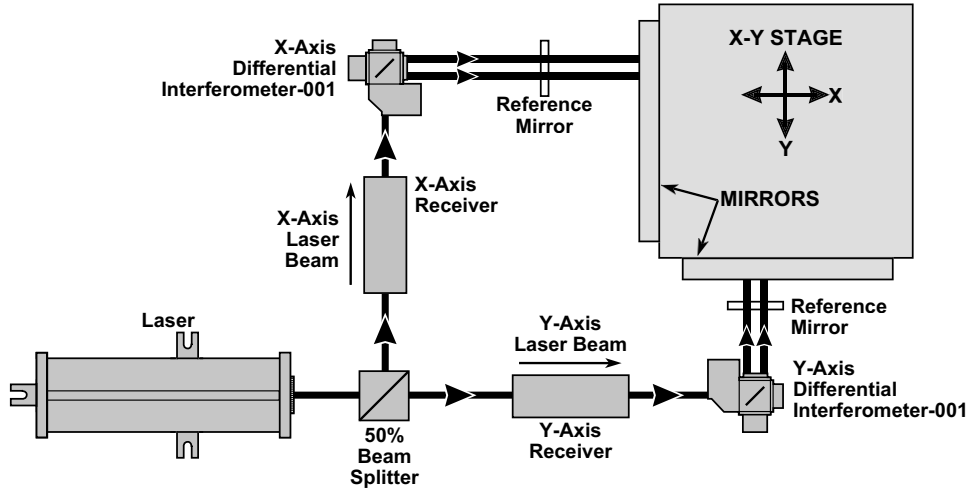 X-Axis
Differential
Interferometer-001
X-Y STAGE
X
Y
Reference
Mirror
X-Axis
Receiver
X-Axis
Laser
Beam
MIRRORS
Laser
Y-Axis
Laser Beam
Reference
Mirror
Y-Axis
Differential
Interferometer-001
50%
Beam
Splitter
Y-Axis
Receiver